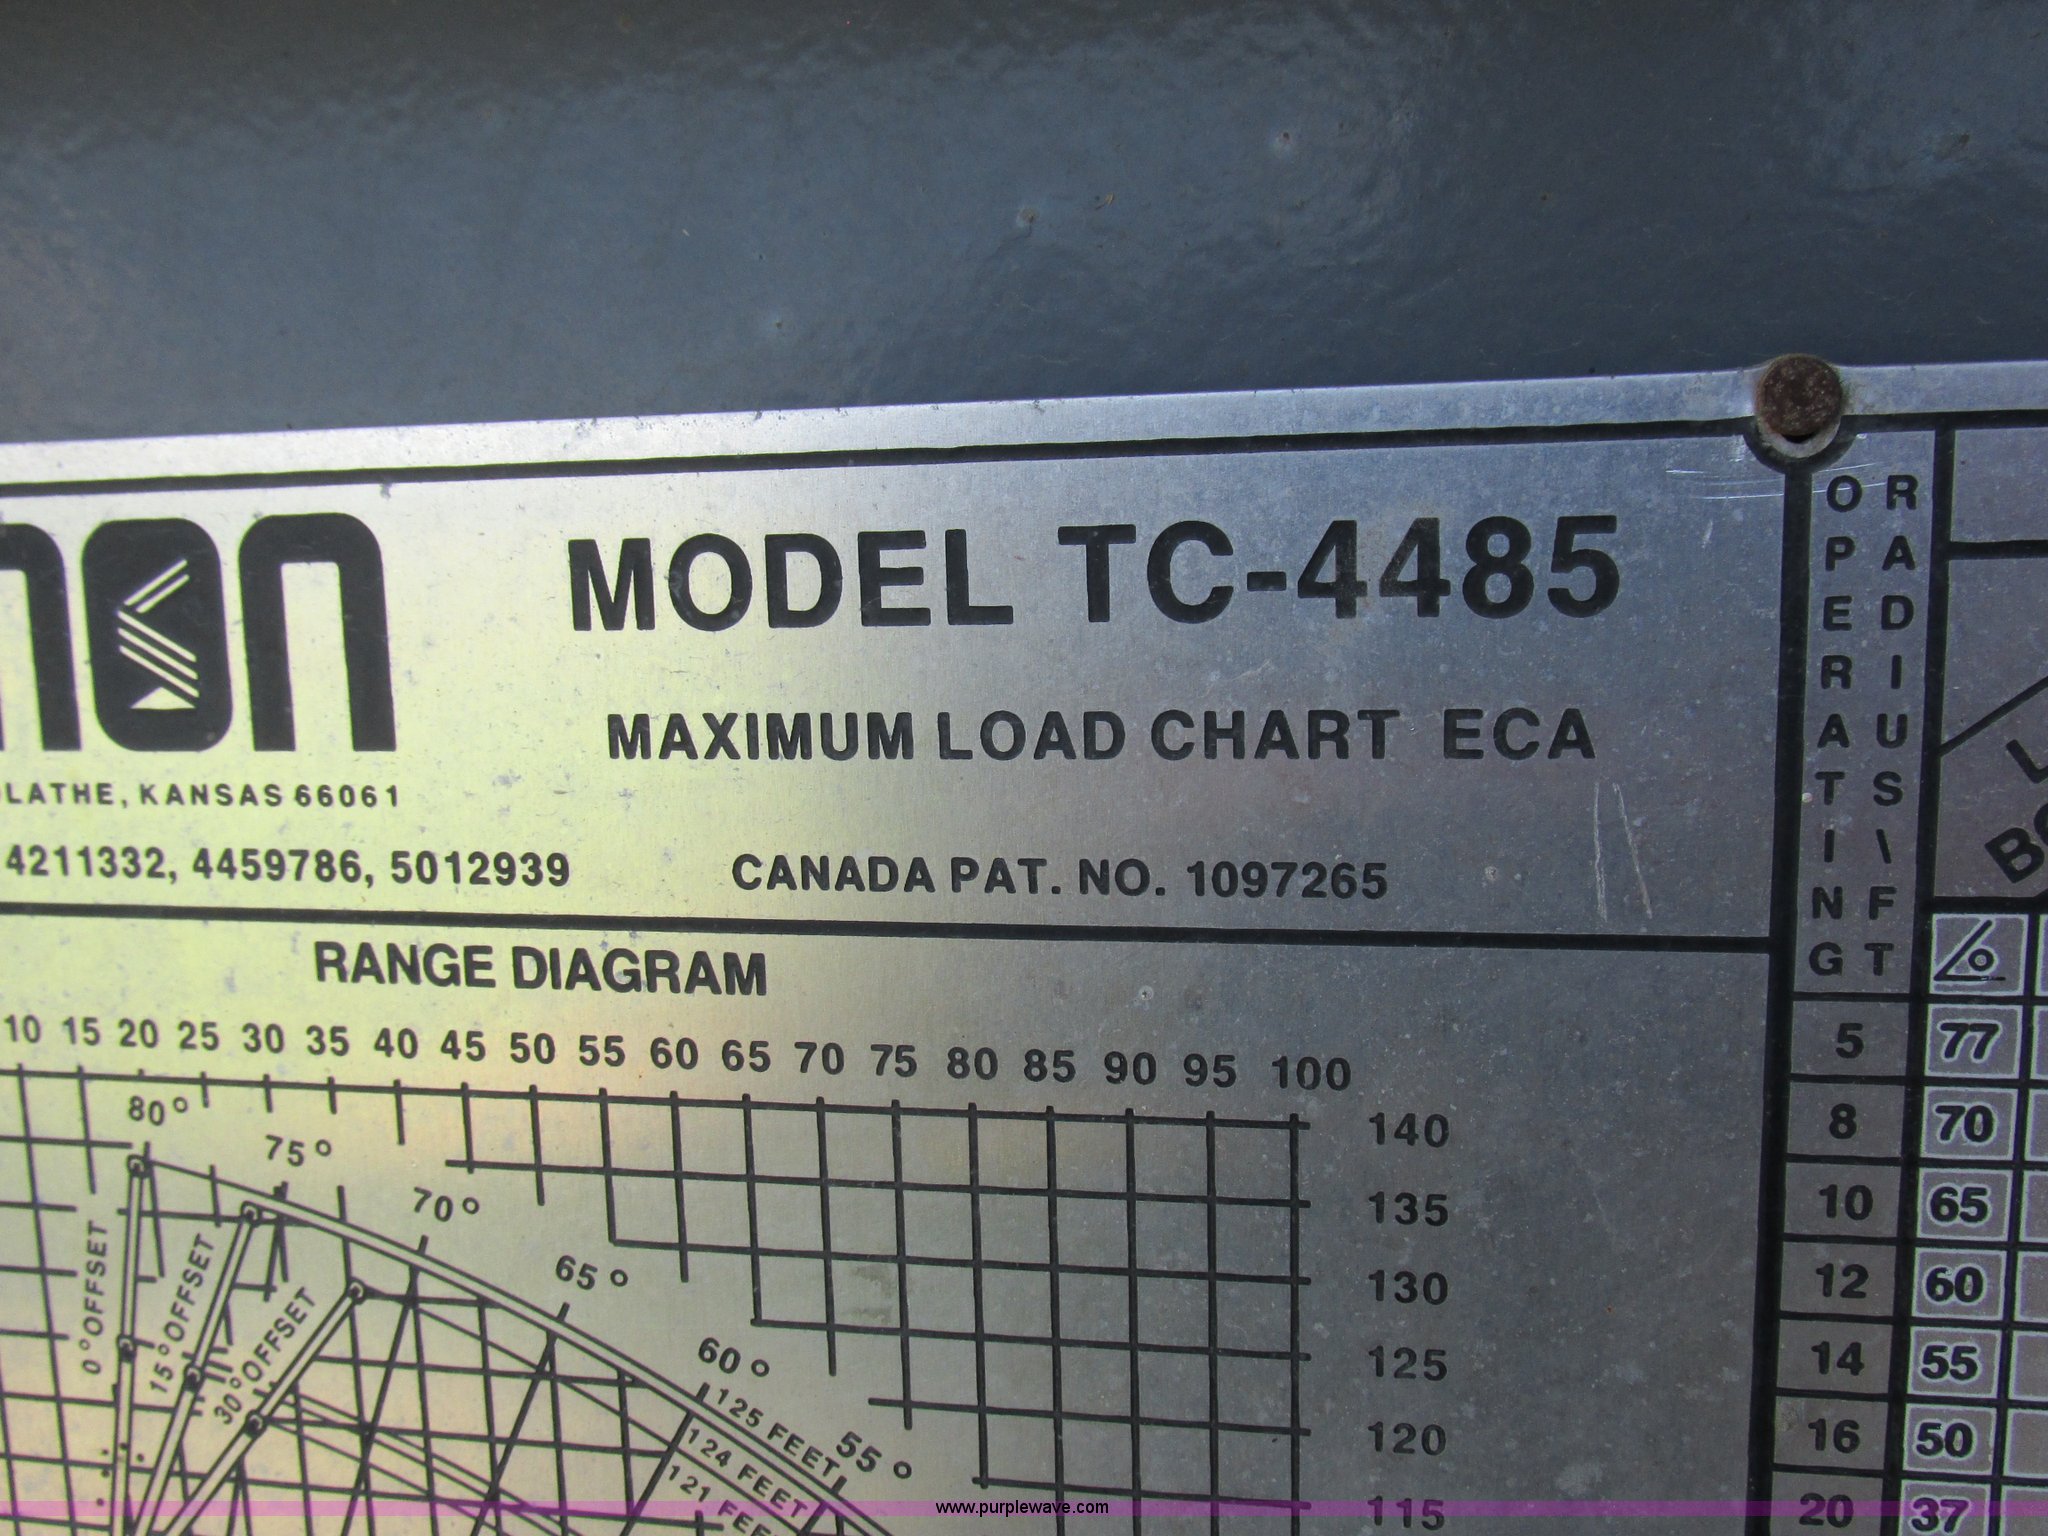 MODEL TC-4485
MAXIMUM LOAD CHART ECA
KANSAS 66061
4211332, 4459786, 5012939
CANADA PAT. NO. 1097265
RANGE DIAGRAM
10 15 20 25 30 35 40 45 50 55 60 65 70 75 80 85 90 95 100
80°
75°
70°
65°
60°
55°
0° OFFSET
15° OFFSET
30° OFFSET
125 FEET
124 FEET
121
140
135
130
125
120
115
OPERATING
RADIUS\FT
5 77
8 70
10 65
12 60
14 55
16 50
20 37
www.purplewave.com